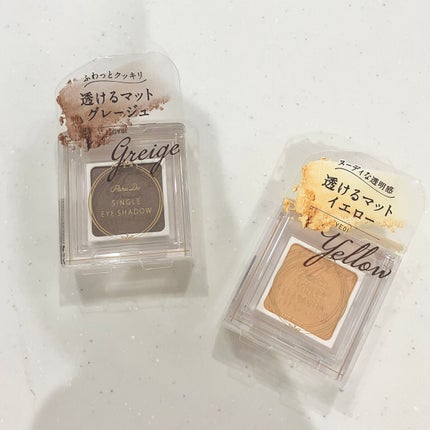 ふわっとクッキリ
透けるマット
グレージュ
Greige
Para Do
SINGLE
EYE SHADOW
ヌーディな透明感
透けるマット
イエロー
Yellow